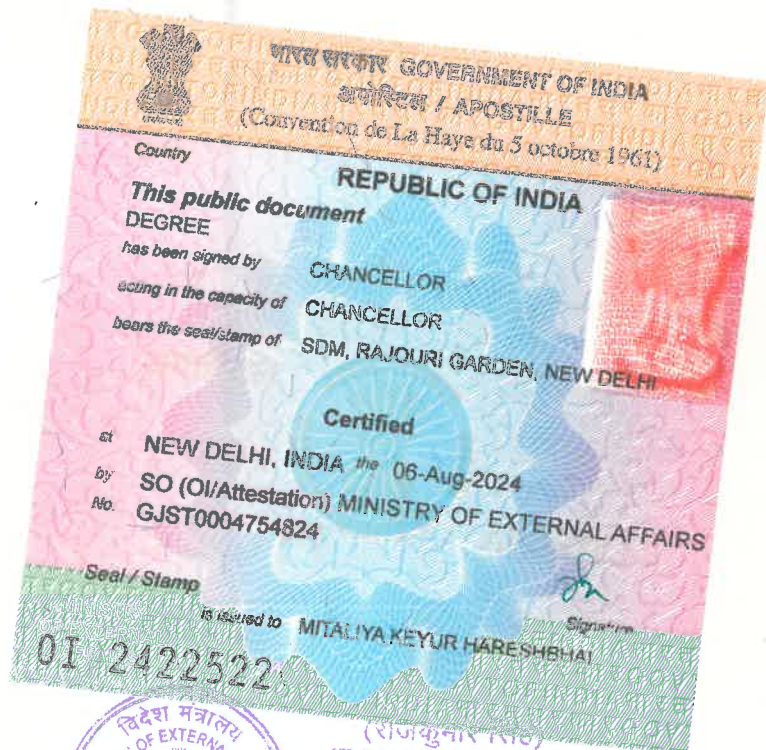 भारत सरकार GOVERNMENT OF INDIA
अपोस्टिल / APOSTILLE
(Convention de La Haye du 5 octobre 1961)
Country
REPUBLIC OF INDIA
This public document
DEGREE
has been signed by CHANCELLOR
acting in the capacity of CHANCELLOR
bears the seal/stamp of SDM, RAJOURI GARDEN, NEW DELHI
Certified
at NEW DELHI, INDIA the 06-Aug-2024
by SO (OI/Attestation) MINISTRY OF EXTERNAL AFFAIRS
No. GJST0004754824
Seal / Stamp
Signature
is issued to MITALIYA KEYUR HARESHBHAI
OI 2422522
विदेश मंत्रालय
OF EXTERNA